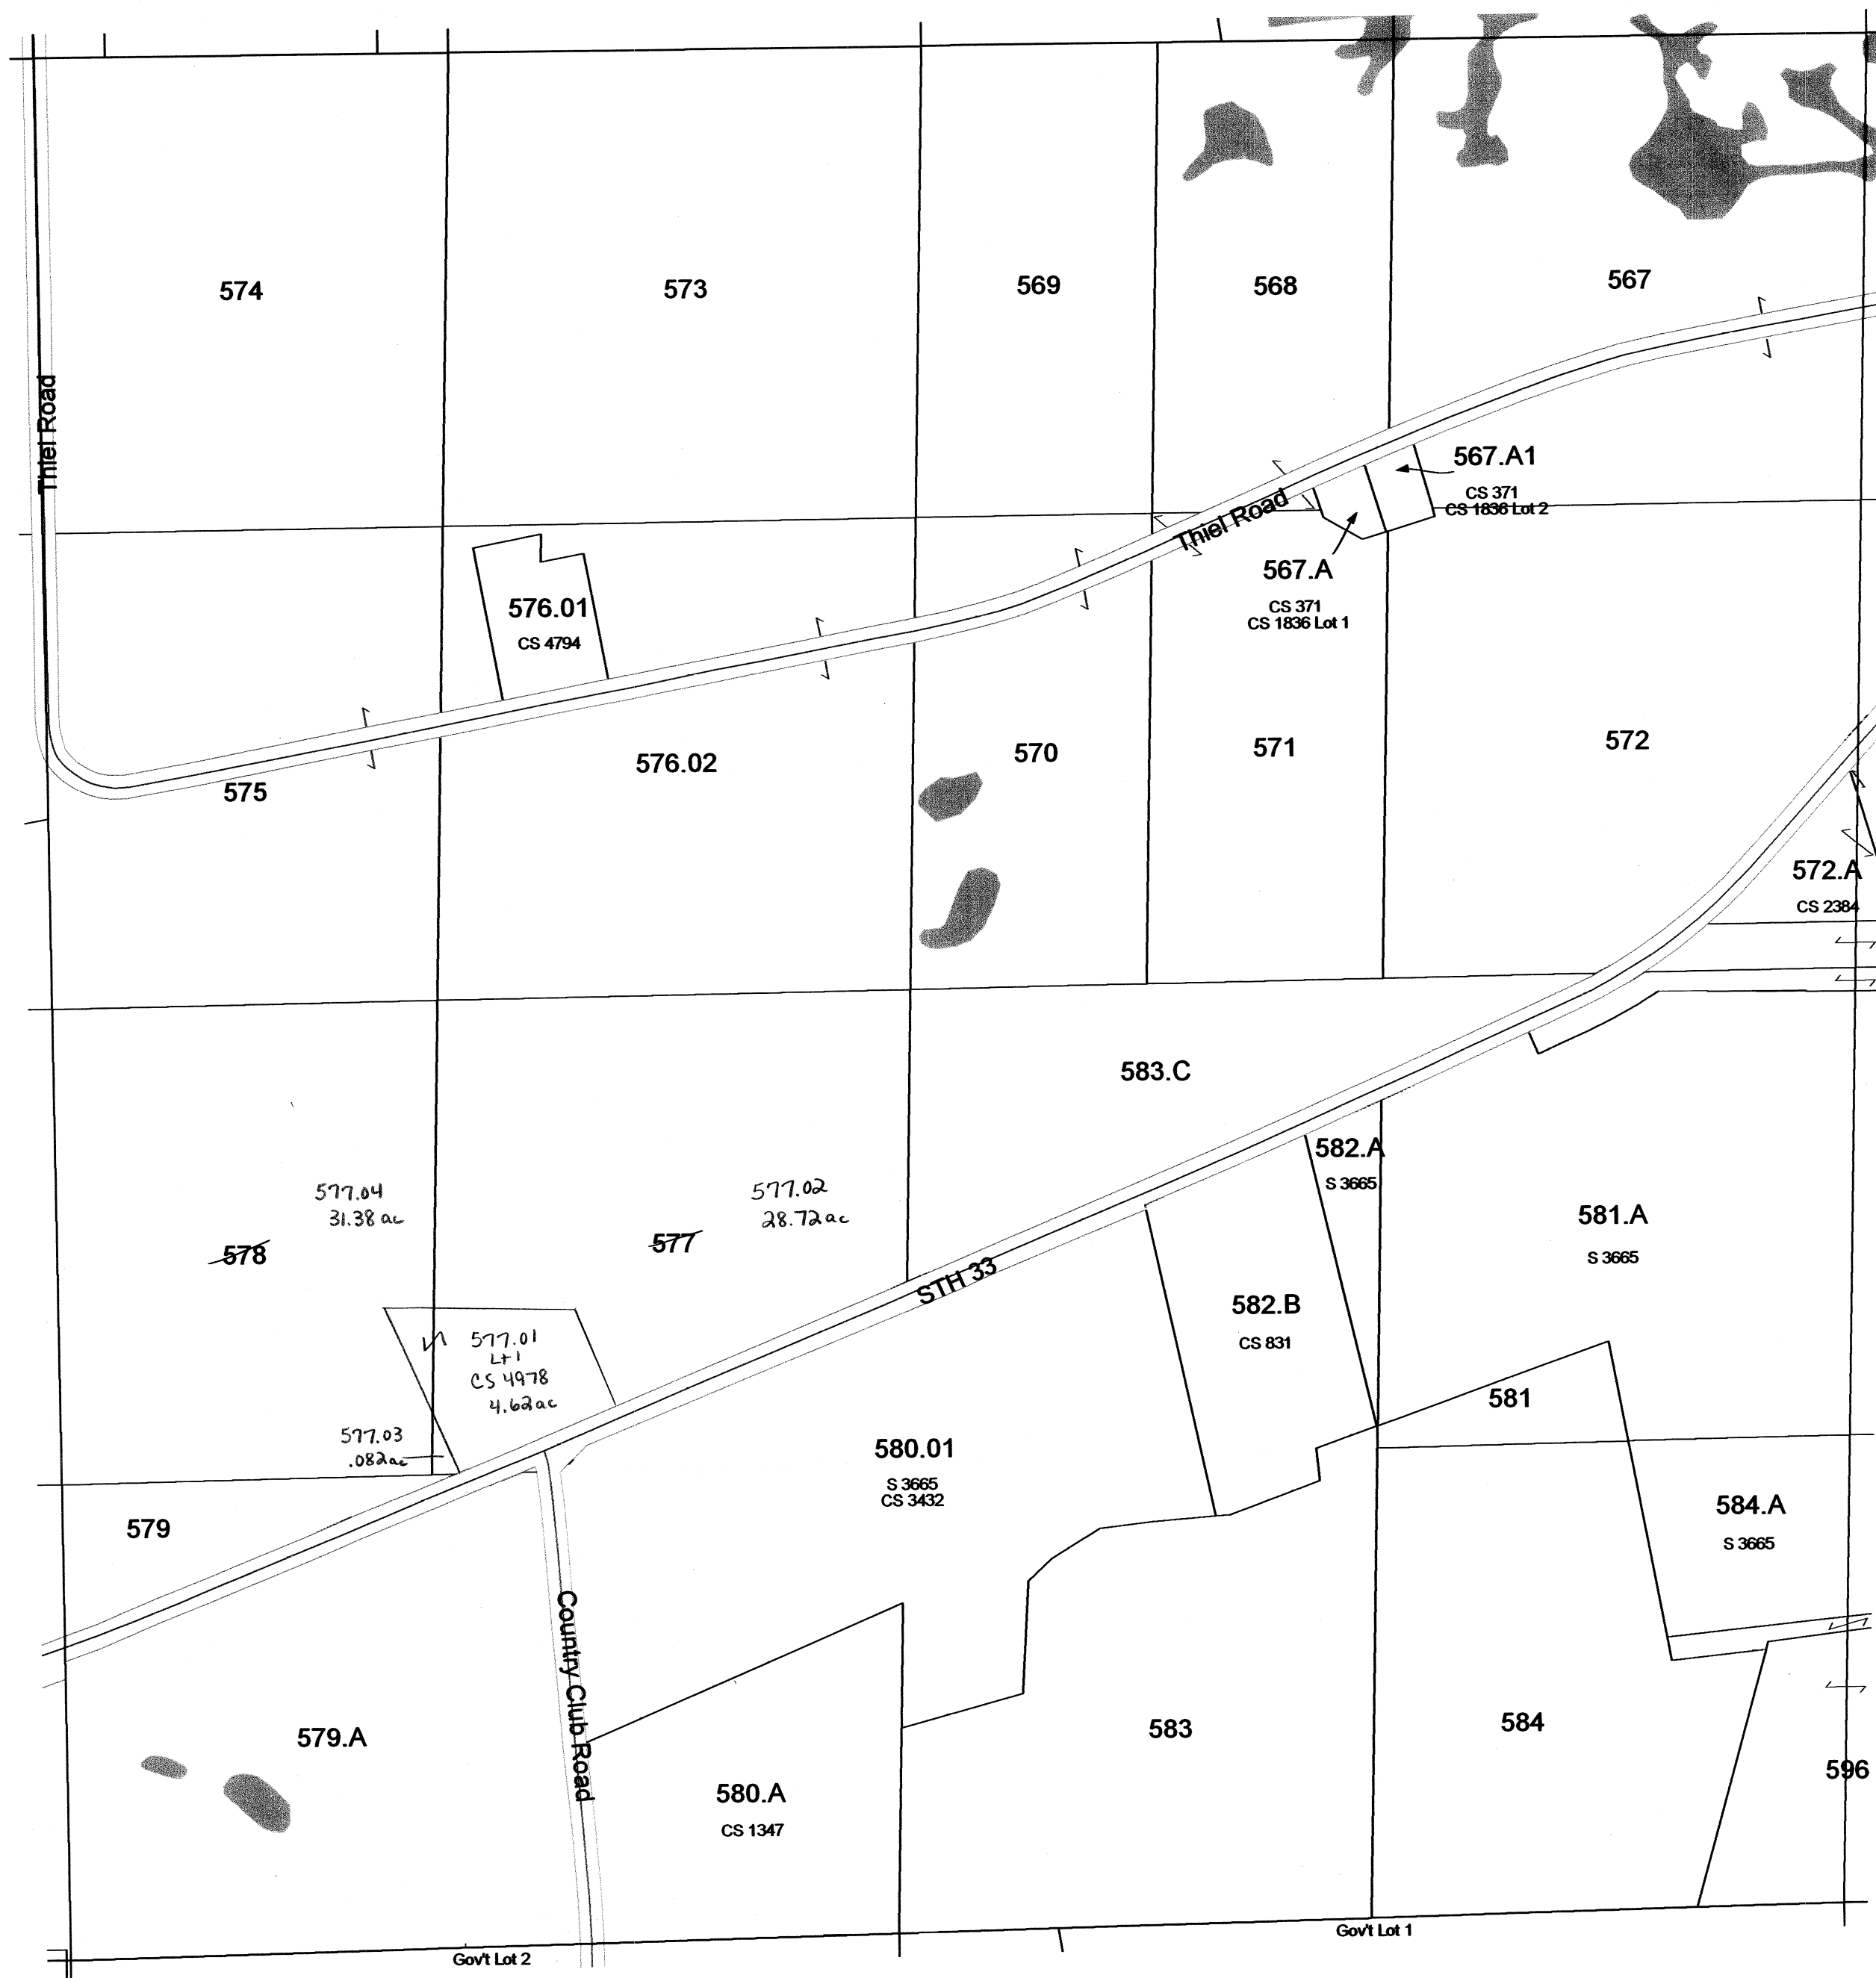 574
573
569
568
567
Thiel Road
567.A1
CS 371
CS 1836 Lot 2
Thiel Road
567.A
CS 371
CS 1836 Lot 1
576.01
CS 4794
575
576.02
570
571
572
572.A
CS 2384
583.C
582.A
S 3665
577.04
31.38 ac
577.02
28.72 ac
578
577
581.A
S 3665
STH 33
582.B
CS 831
577.01
Lt 1
CS 4978
4.62 ac
577.03
.082 ac
581
580.01
S 3665
CS 3432
579
584.A
S 3665
Country Club Road
579.A
583
584
580.A
CS 1347
596
Gov't Lot 2
Gov't Lot 1